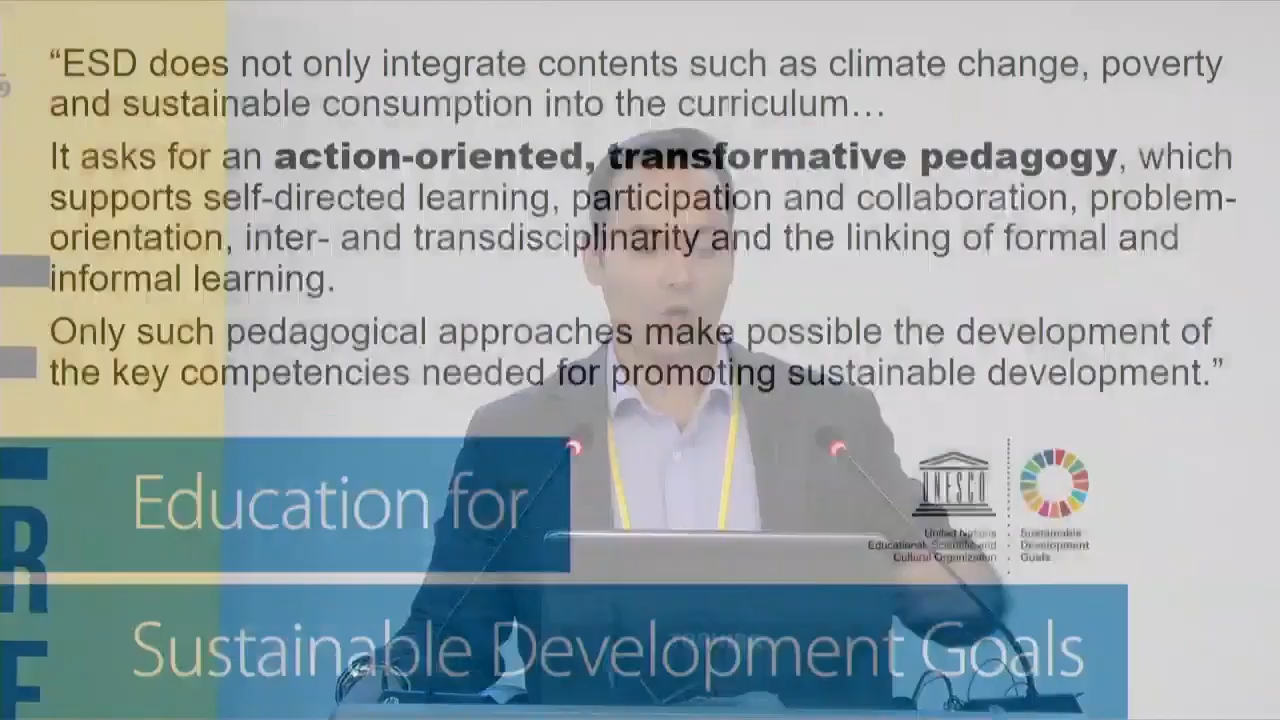 “ESD does not only integrate contents such as climate change, poverty
and sustainable consumption into the curriculum…
It asks for an action-oriented, transformative pedagogy, which
supports self-directed learning, participation and collaboration, problem-
orientation, inter- and transdisciplinarity and the linking of formal and
informal learning.
Only such pedagogical approaches make possible the development of
the key competencies needed for promoting sustainable development.”
Education for
UNESCO
United Nations
Educational, Scientific and
Cultural Organization
Sustainable
Development
Goals
Sustainable Development Goals